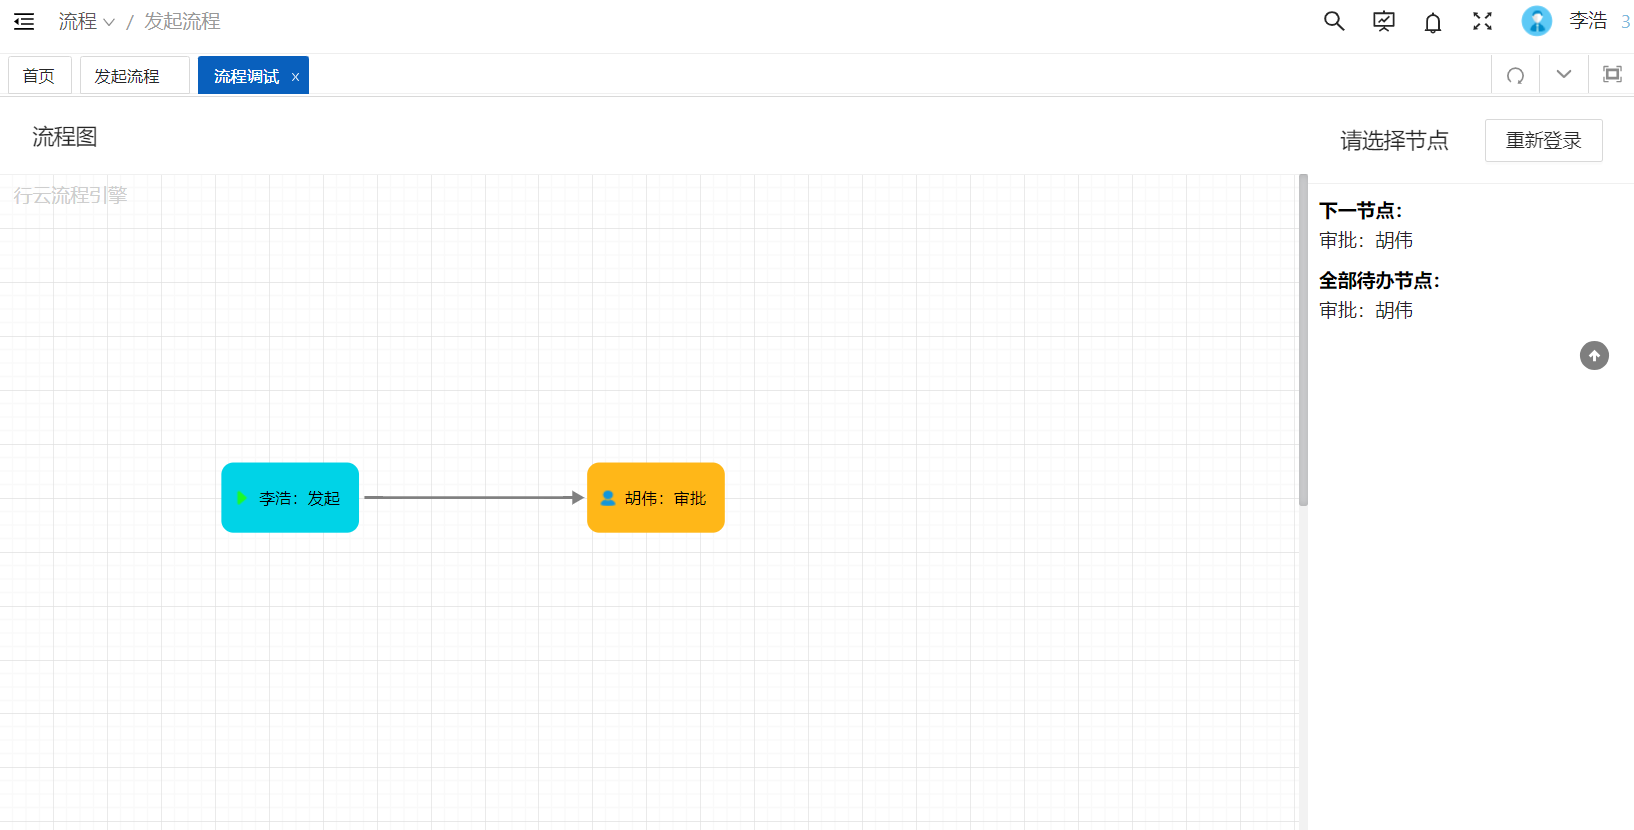 流程 / 发起流程
李浩 3
首页 发起流程 流程调试 x
流程图
请选择节点 重新登录
行云流程引擎
下一节点：
审批：胡伟
全部待办节点：
审批：胡伟
李浩：发起 胡伟：审批